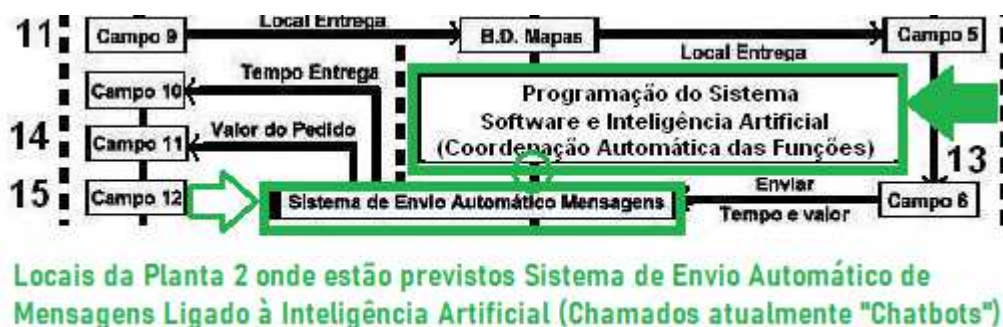 11
Campo 9
Local Entrega
B.D. Mapas
Local Entrega
Campo 5
Campo 10
Tempo Entrega
Programação do Sistema
Software e Inteligência Artificial
(Coordenação Automática das Funções)
14
Campo 11
Valor do Pedido
13
15
Campo 12
Sistema de Envio Automático Mensagens
Enviar
Tempo e valor
Campo 6
Locais da Planta 2 onde estão previstos Sistema de Envio Automático de
Mensagens Ligado à Inteligência Artificial (Chamados atualmente "Chatbots")